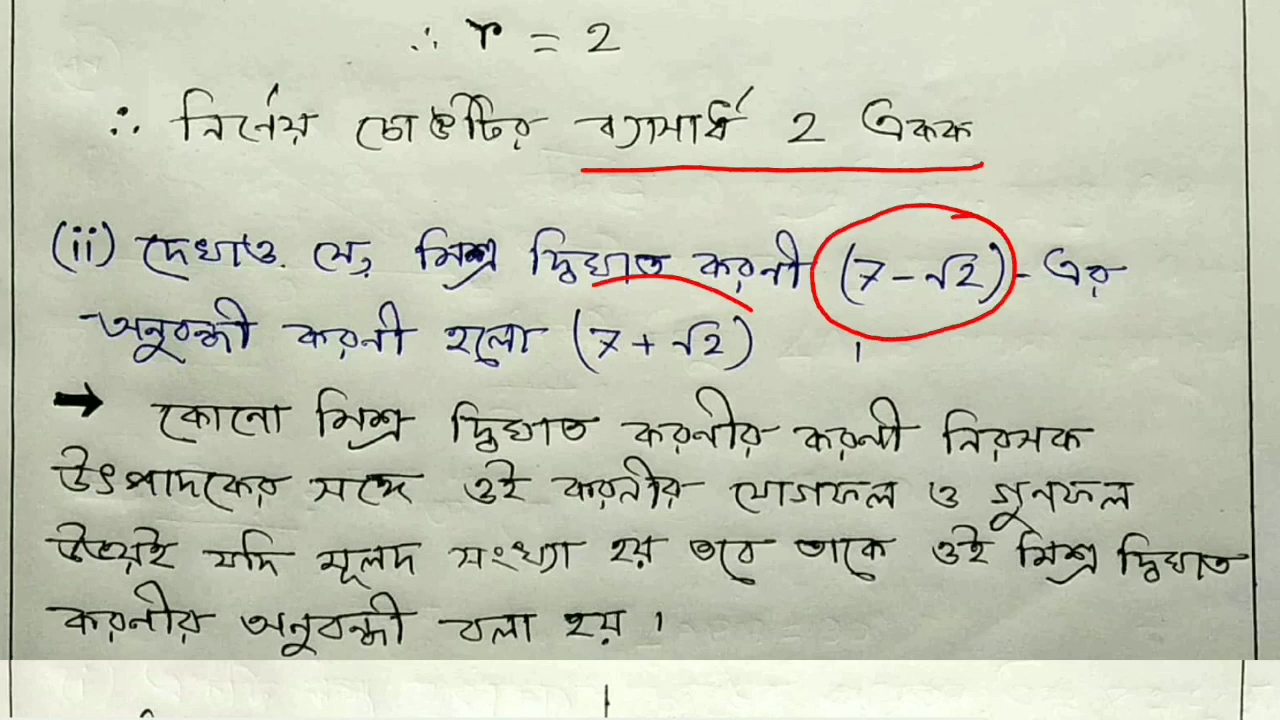 ∴ r = 2
∴ নির্ণেয় চোঙটির ব্যাসার্ধ 2 একক
(ii) দেখাও যে, মিশ্র দ্বিঘাত করণী (7-√2)-এর
অনুবন্ধী করণী হলো (7+√2) ।
→ কোনো মিশ্র দ্বিঘাত করণীর করণী নিরসক
উৎপাদকের সঙ্গে ওই করণীর যোগফল ও গুনফল
উভয়ই যদি মূলদ সংখ্যা হয় তবে তাকে ওই মিশ্র দ্বিঘাত
করণীর অনুবন্ধী বলা হয় ।